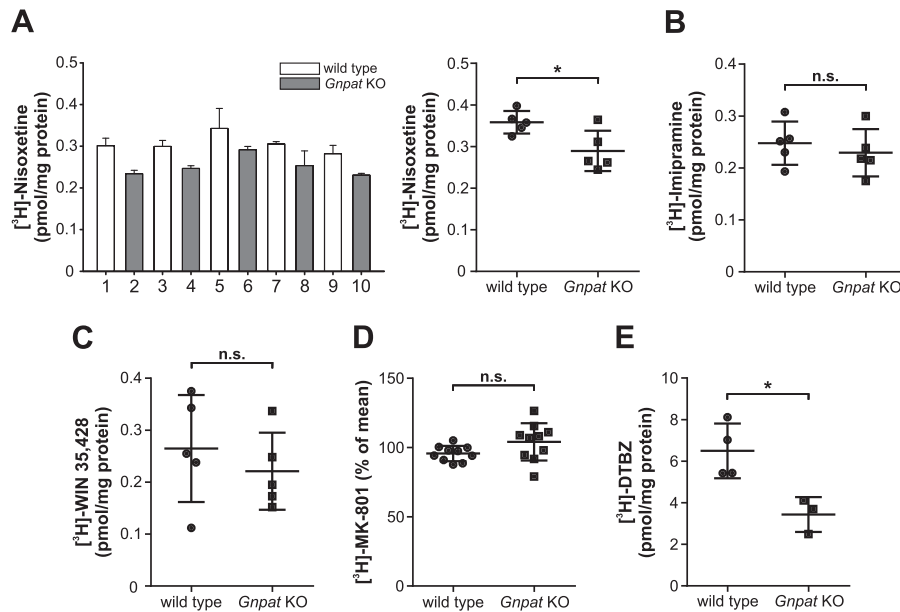 A
[³H]-Nisoxetine
(pmol/mg protein)
0.5
0.4
0.3
0.2
0.1
0
1 2 3 4 5 6 7 8 9 10
wild type
Gnpat KO
[³H]-Nisoxetine
(pmol/mg protein)
0.5
0.4
0.3
0.2
0.1
0
*
wild type Gnpat KO
B
[³H]-Imipramine
(pmol/mg protein)
0.4
0.3
0.2
0.1
0
n.s.
wild type Gnpat KO
C
[³H]-WIN 35,428
(pmol/mg protein)
0.4
0.3
0.2
0.1
0
n.s.
wild type Gnpat KO
D
[³H]-MK-801 (% of mean)
150
100
50
0
n.s.
wild type Gnpat KO
E
[³H]-DTBZ
(pmol/mg protein)
10
8
6
4
2
0
*
wild type Gnpat KO